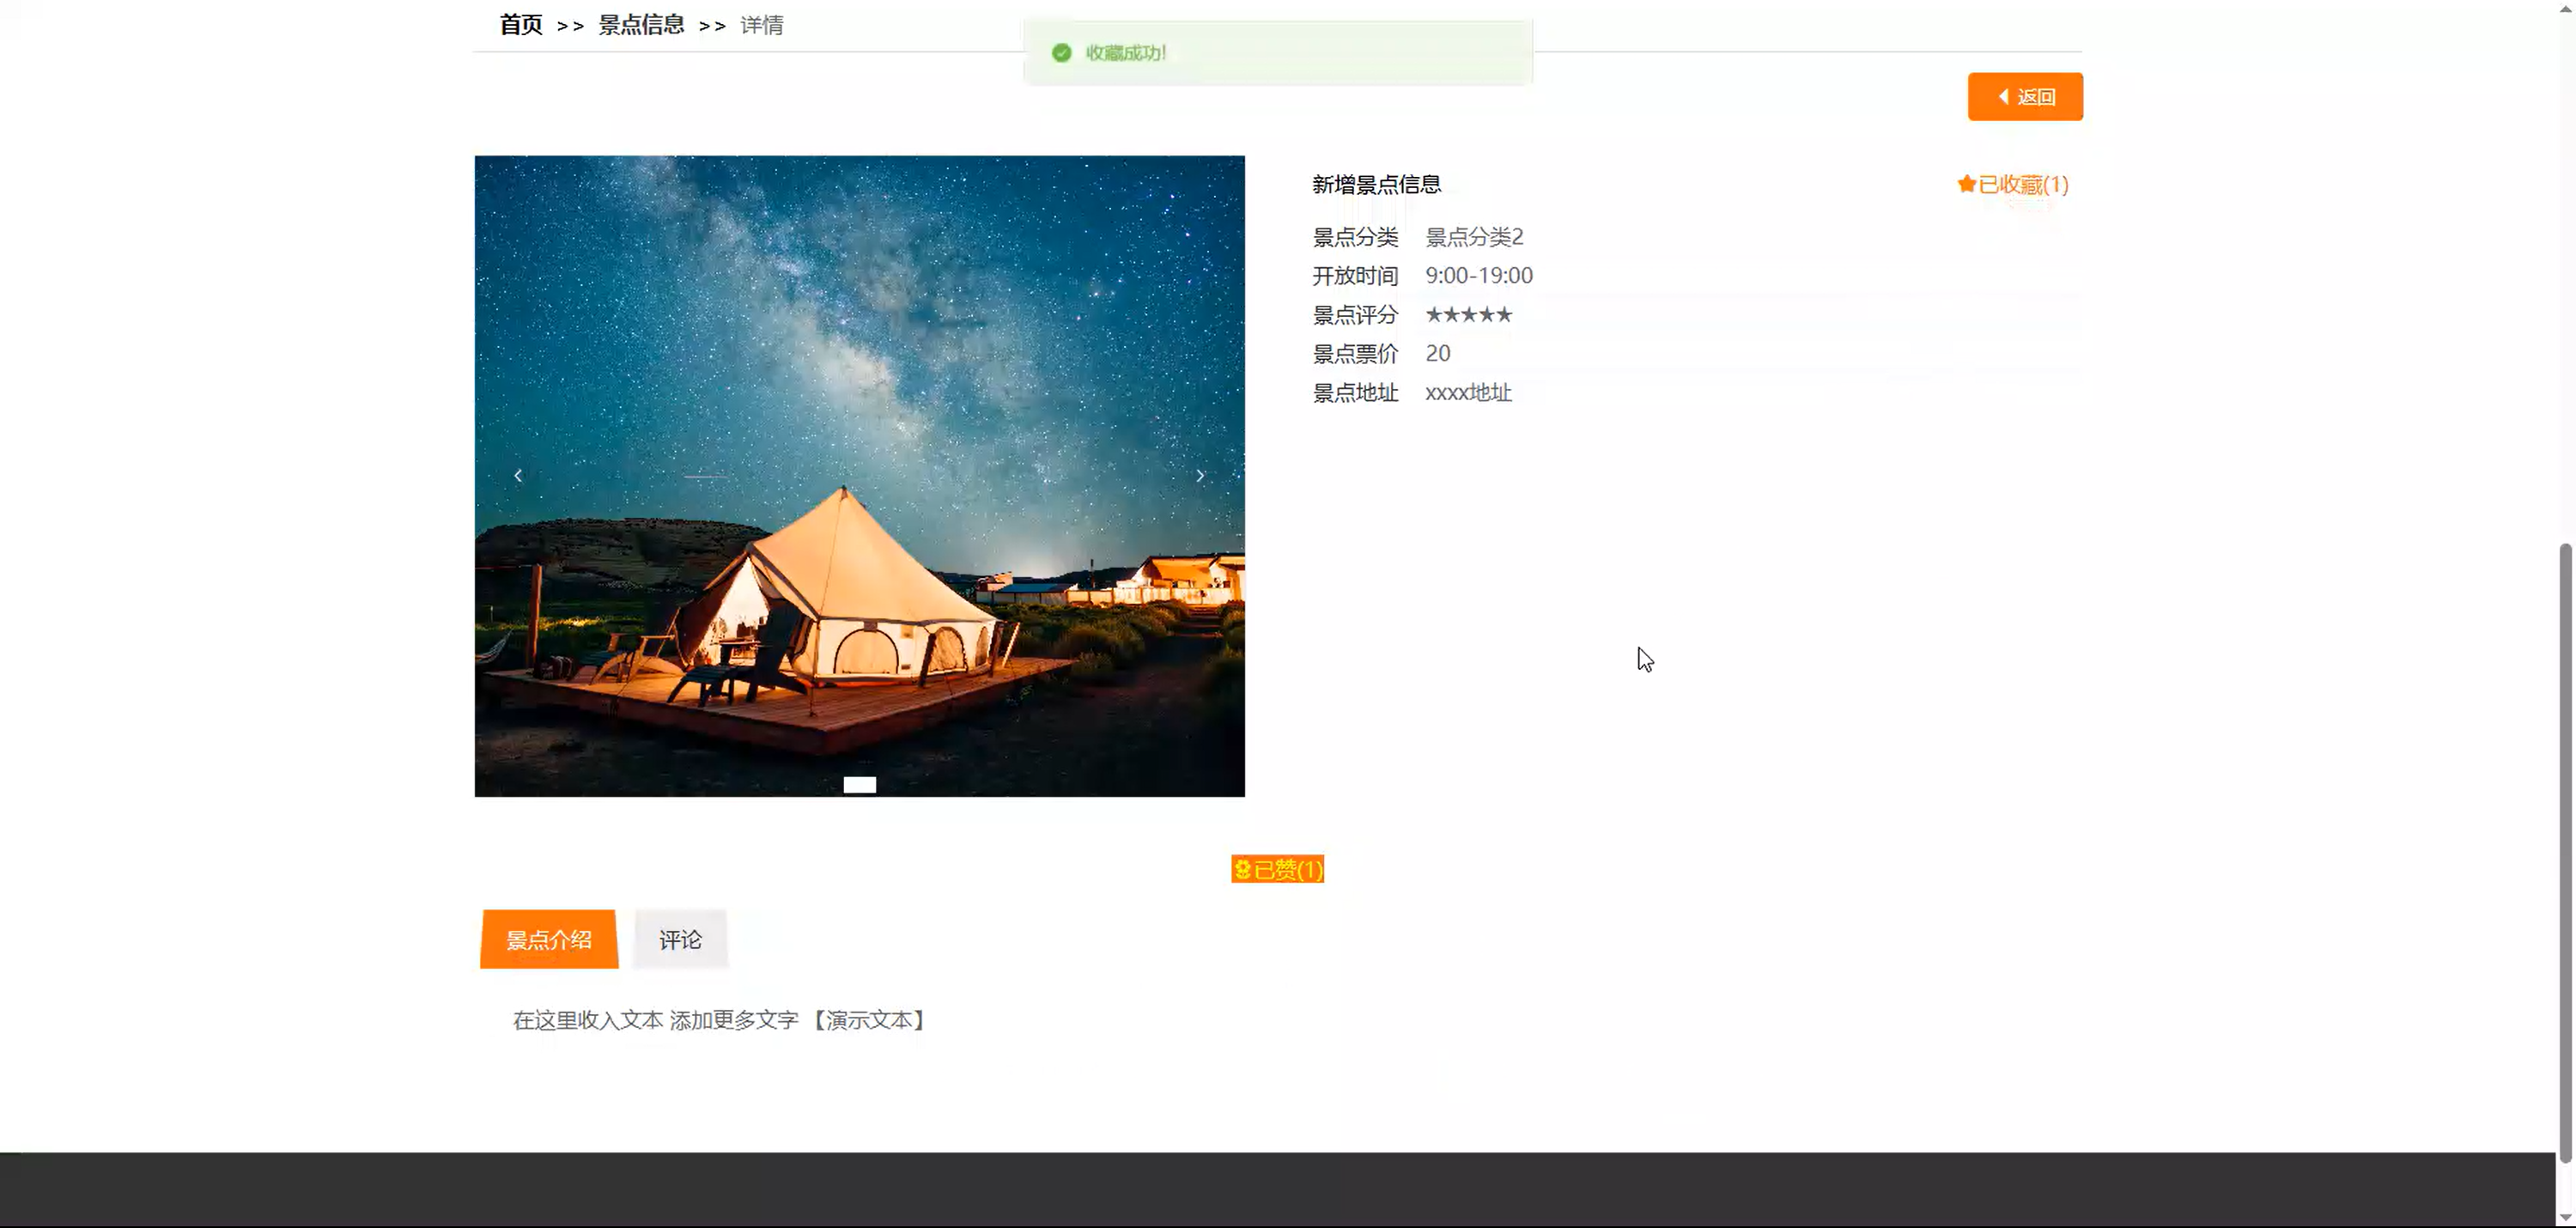 首页 >> 景点信息 >> 详情
收藏成功!
返回
新增景点信息
已收藏(1)
景点分类 景点分类2
开放时间 9:00-19:00
景点评分 ★★★★★
景点票价 20
景点地址 xxxx地址
已赞(1)
景点介绍
评论
在这里收入文本 添加更多文字 【演示文本】